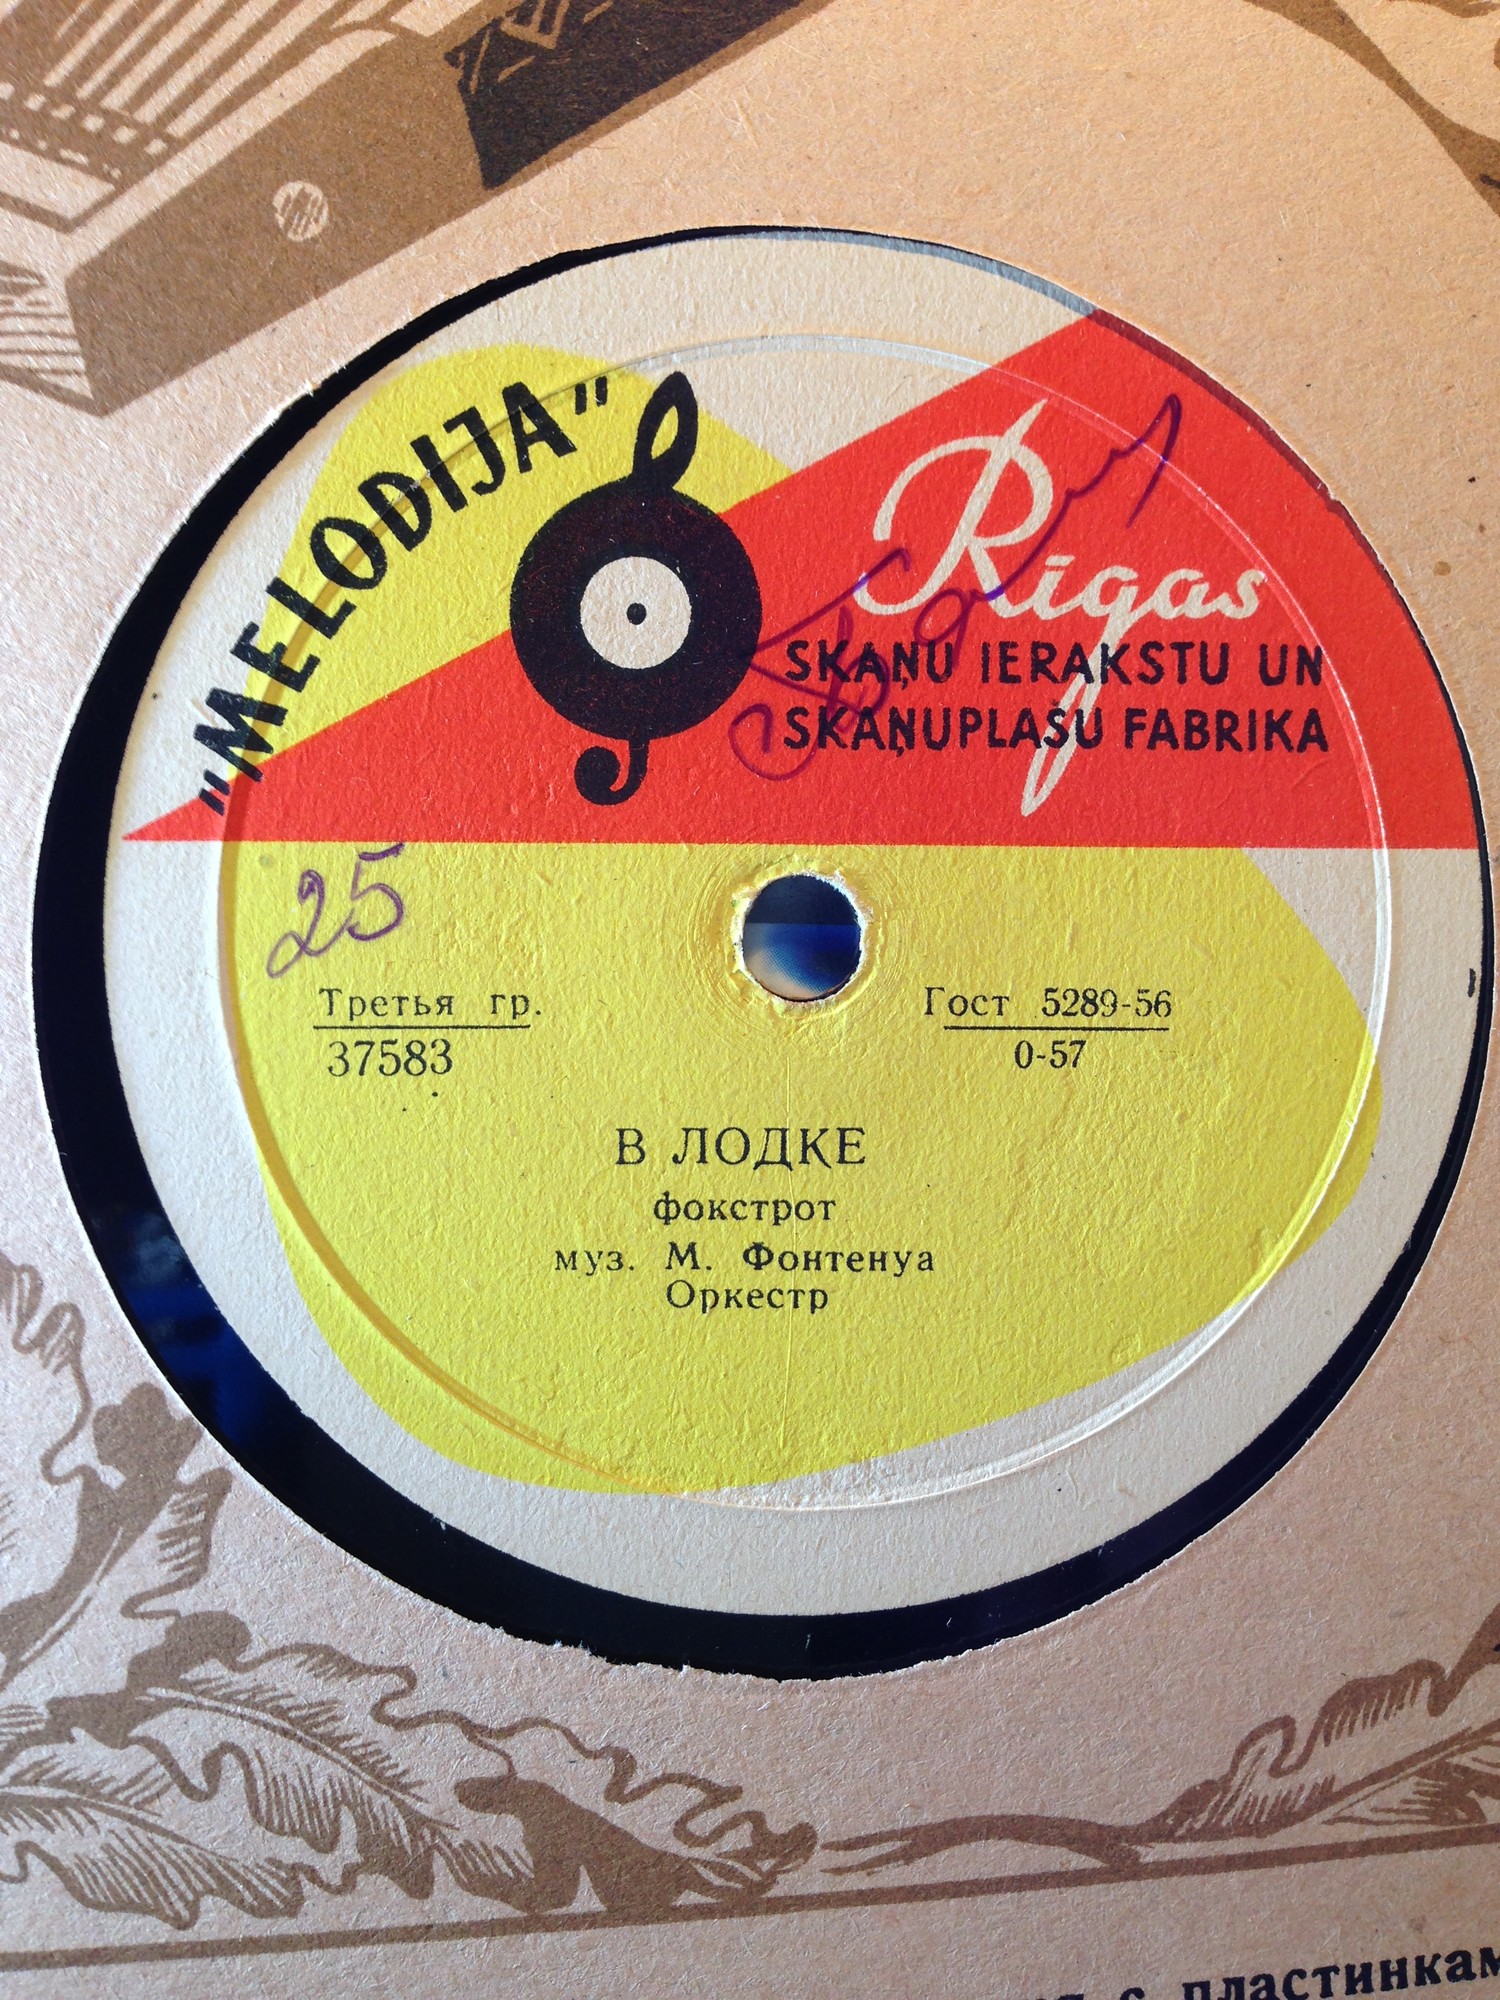 "MELODIJA"
Rīgas
SKAŅU IERAKSTU UN
SKAŅUPLAŠU FABRIKA
25
Третья гр.
37583
Гост 5289-56
0-57
В ЛОДКЕ
фокстрот
муз. М. Фонтенуа
Оркестр
с пластинкам